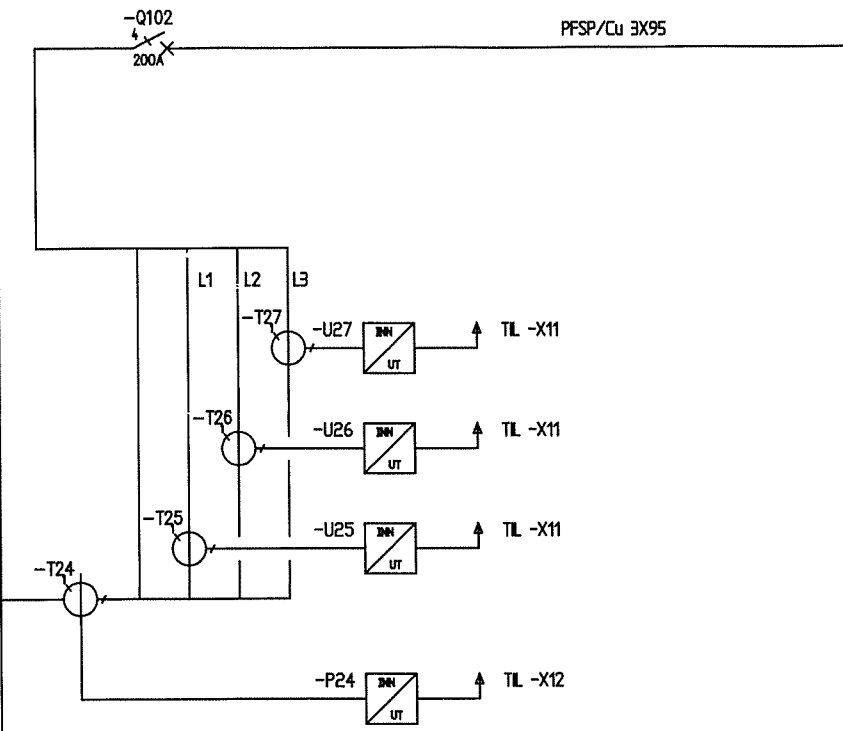 -Q102
4
200A
PFSP/Cu 3X95
L1
L2
L3
-T27
-U27
INN
UT
TIL -X11
-T26
-U26
INN
UT
TIL -X11
-T25
-U25
INN
UT
TIL -X11
-T24
-P24
INN
UT
TIL -X12